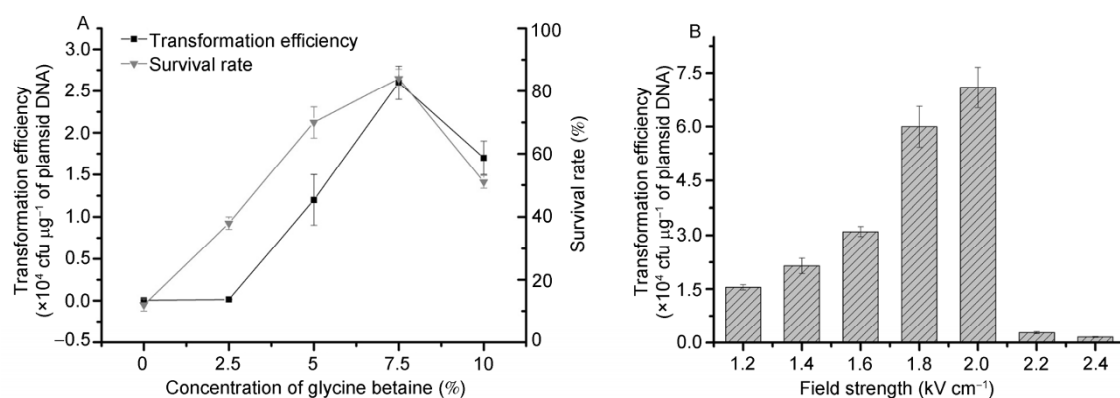 A
Transformation efficiency
Survival rate
Transformation efficiency
(×10⁴ cfu μg⁻¹ of plamsid DNA)
3.0
2.5
2.0
1.5
1.0
0.5
0.0
–0.5
100
80
60
40
20
0
Survival rate (%)
0 2.5 5 7.5 10
Concentration of glycine betaine (%)
B
Transformation efficiency
(×10⁴ cfu μg⁻¹ of plamsid DNA)
7.5
6.0
4.5
3.0
1.5
0.0
1.2 1.4 1.6 1.8 2.0 2.2 2.4
Field strength (kV cm⁻¹)